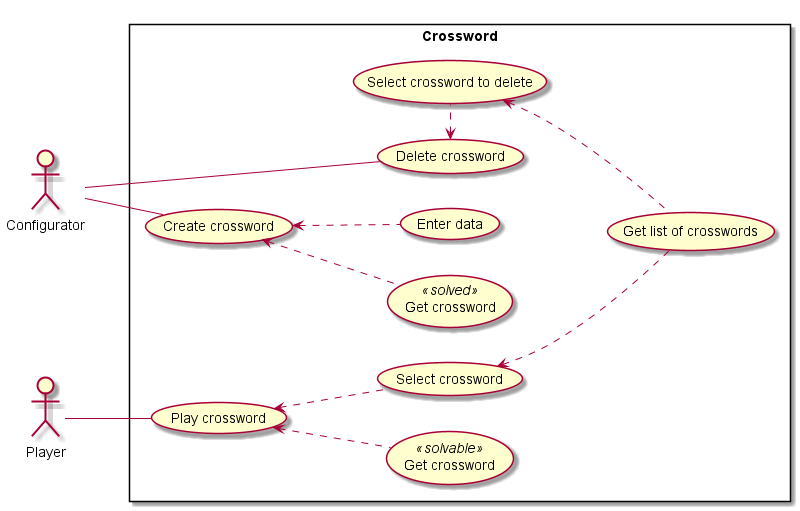 Crossword
Select crossword to delete
Delete crossword
Configurator
Create crossword
Enter data
Get list of crosswords
«solved»
Get crossword
Select crossword
Play crossword
Player
«solvable»
Get crossword